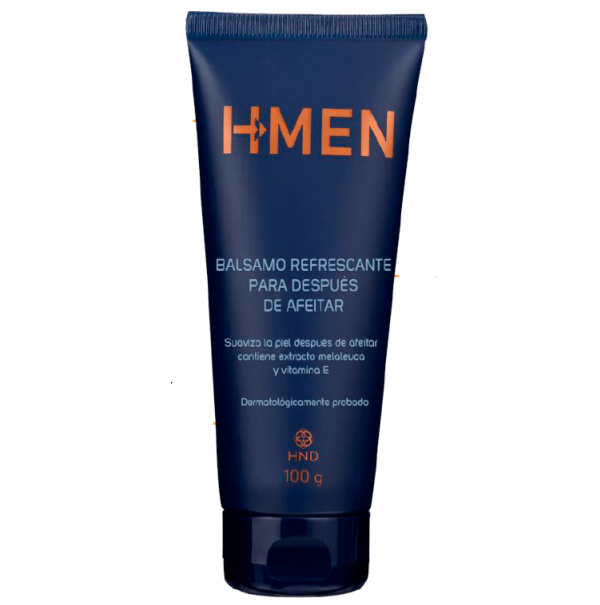 H-MEN
BALSAMO REFRESCANTE
PARA DESPUÉS
DE AFEITAR
Suaviza la piel después de afeitar
contiene extracto melaleuca
y vitamina E
Dermatológicamente probado
HND
100 g